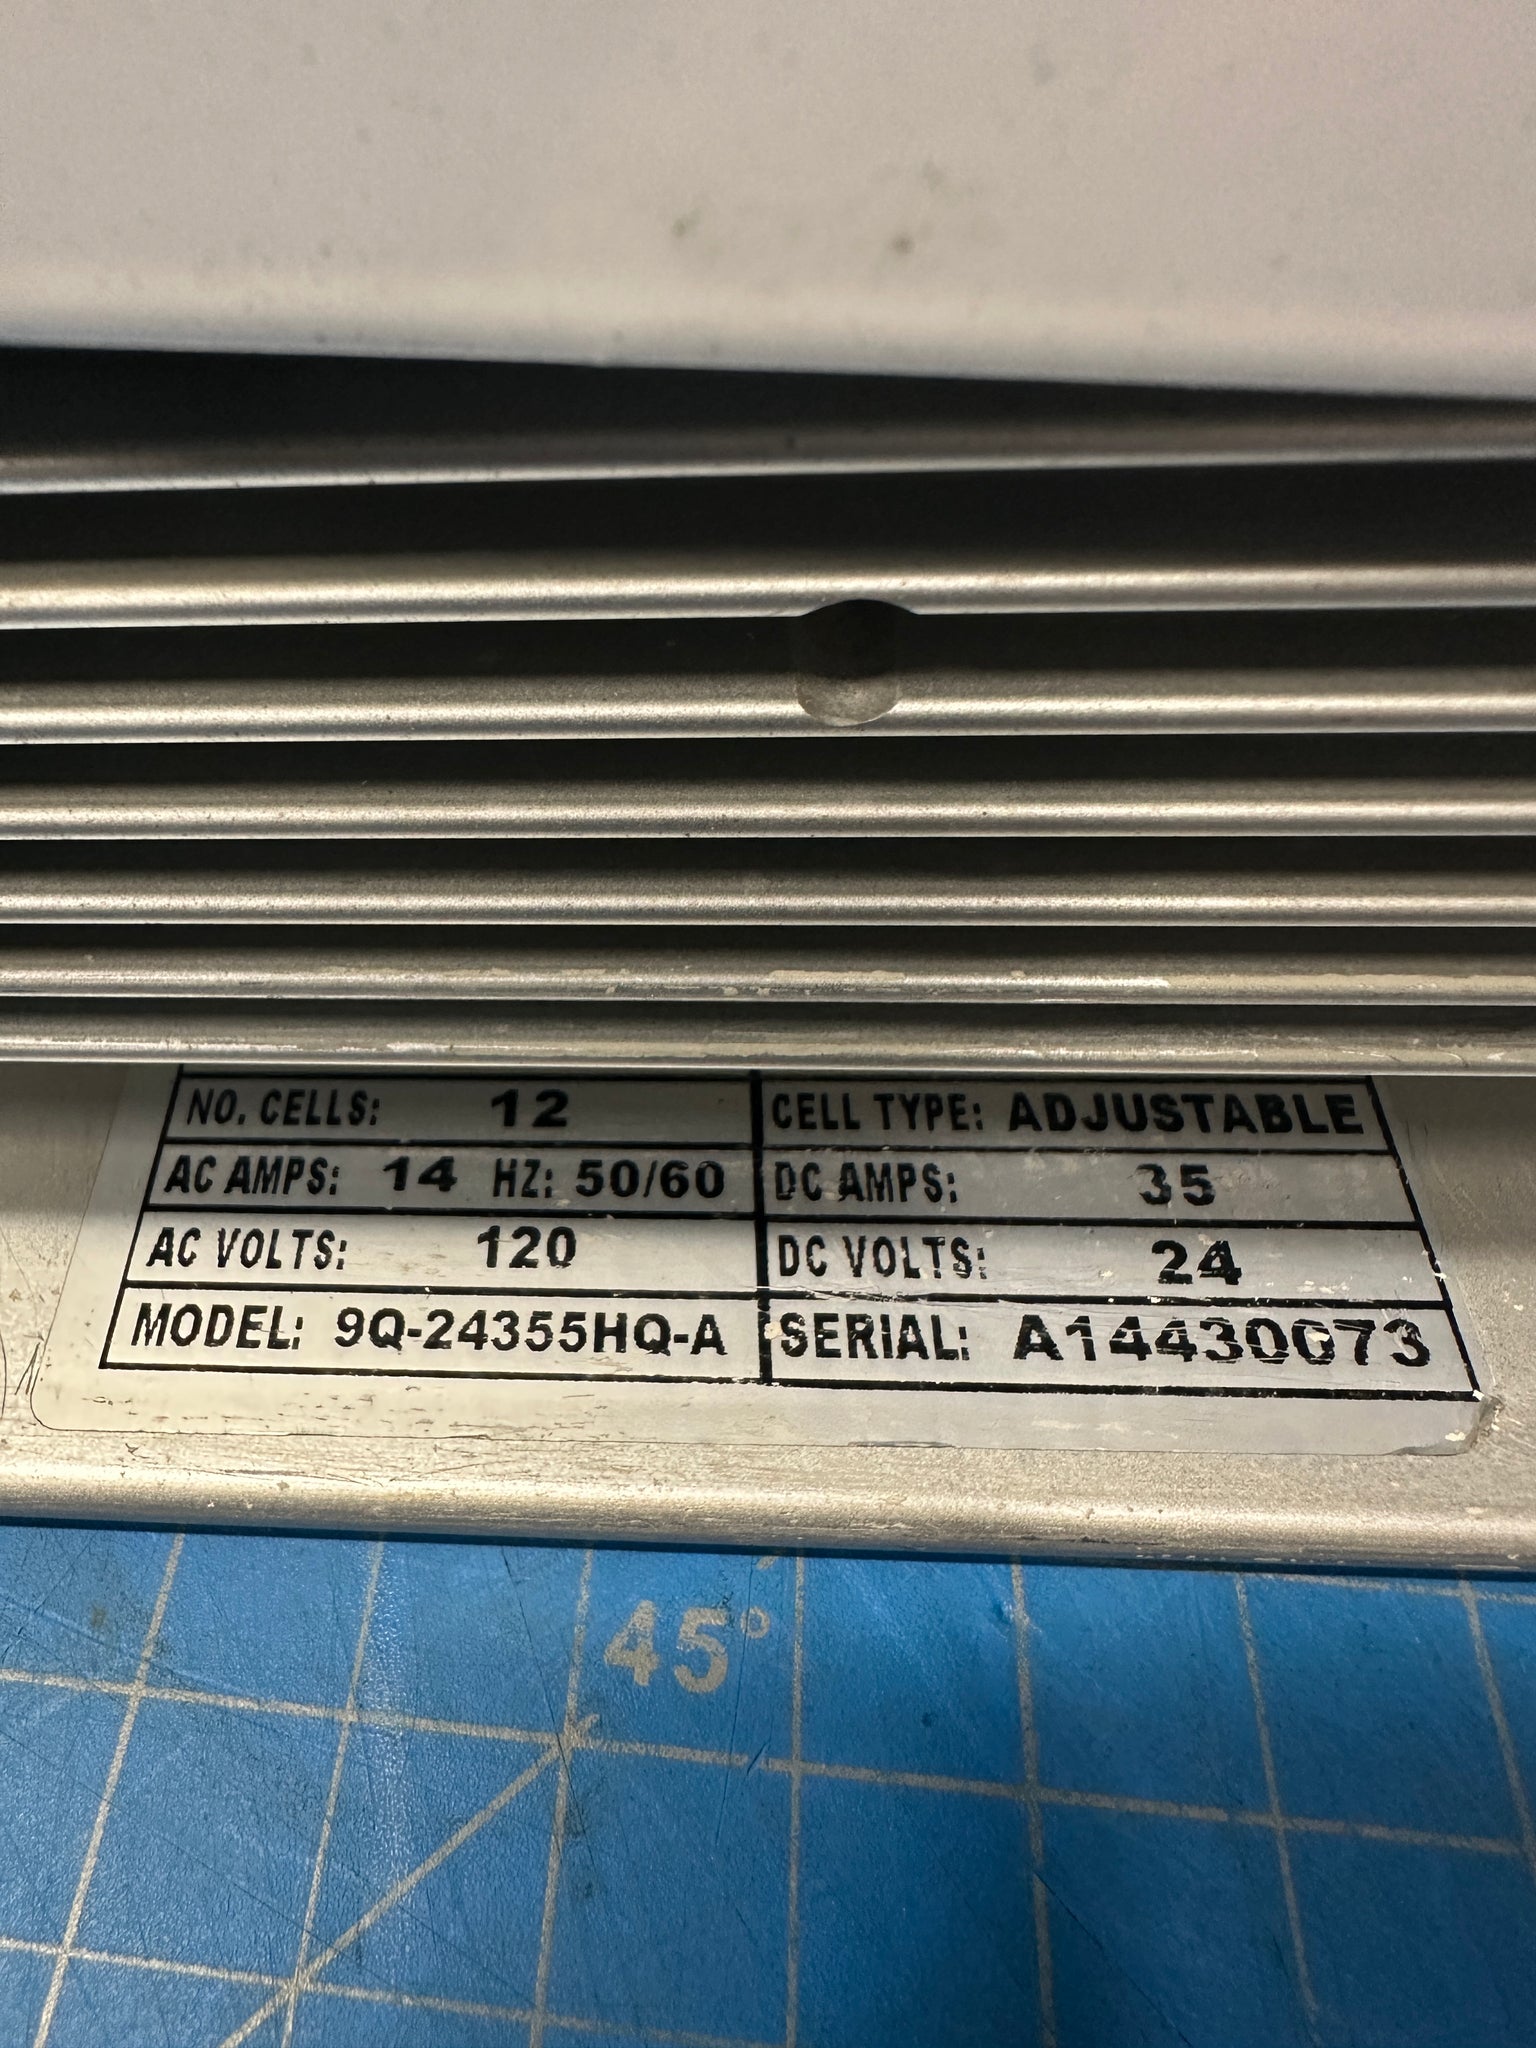 NO. CELLS: 12 CELL TYPE: ADJUSTABLE
AC AMPS: 14 HZ: 50/60 DC AMPS: 35
AC VOLTS: 120 DC VOLTS: 24
MODEL: 9Q-24355HQ-A SERIAL: A14430073
45°